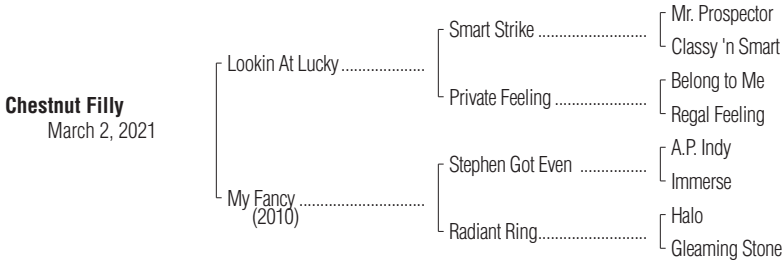 Mr. Prospector
Smart Strike ..........................
Classy 'n Smart
Lookin At Lucky ....................
Belong to Me
Private Feeling ......................
Regal Feeling
Chestnut Filly
March 2, 2021
A.P. Indy
Stephen Got Even ................
Immerse
My Fancy ..............................
(2010)
Halo
Radiant Ring..........................
Gleaming Stone